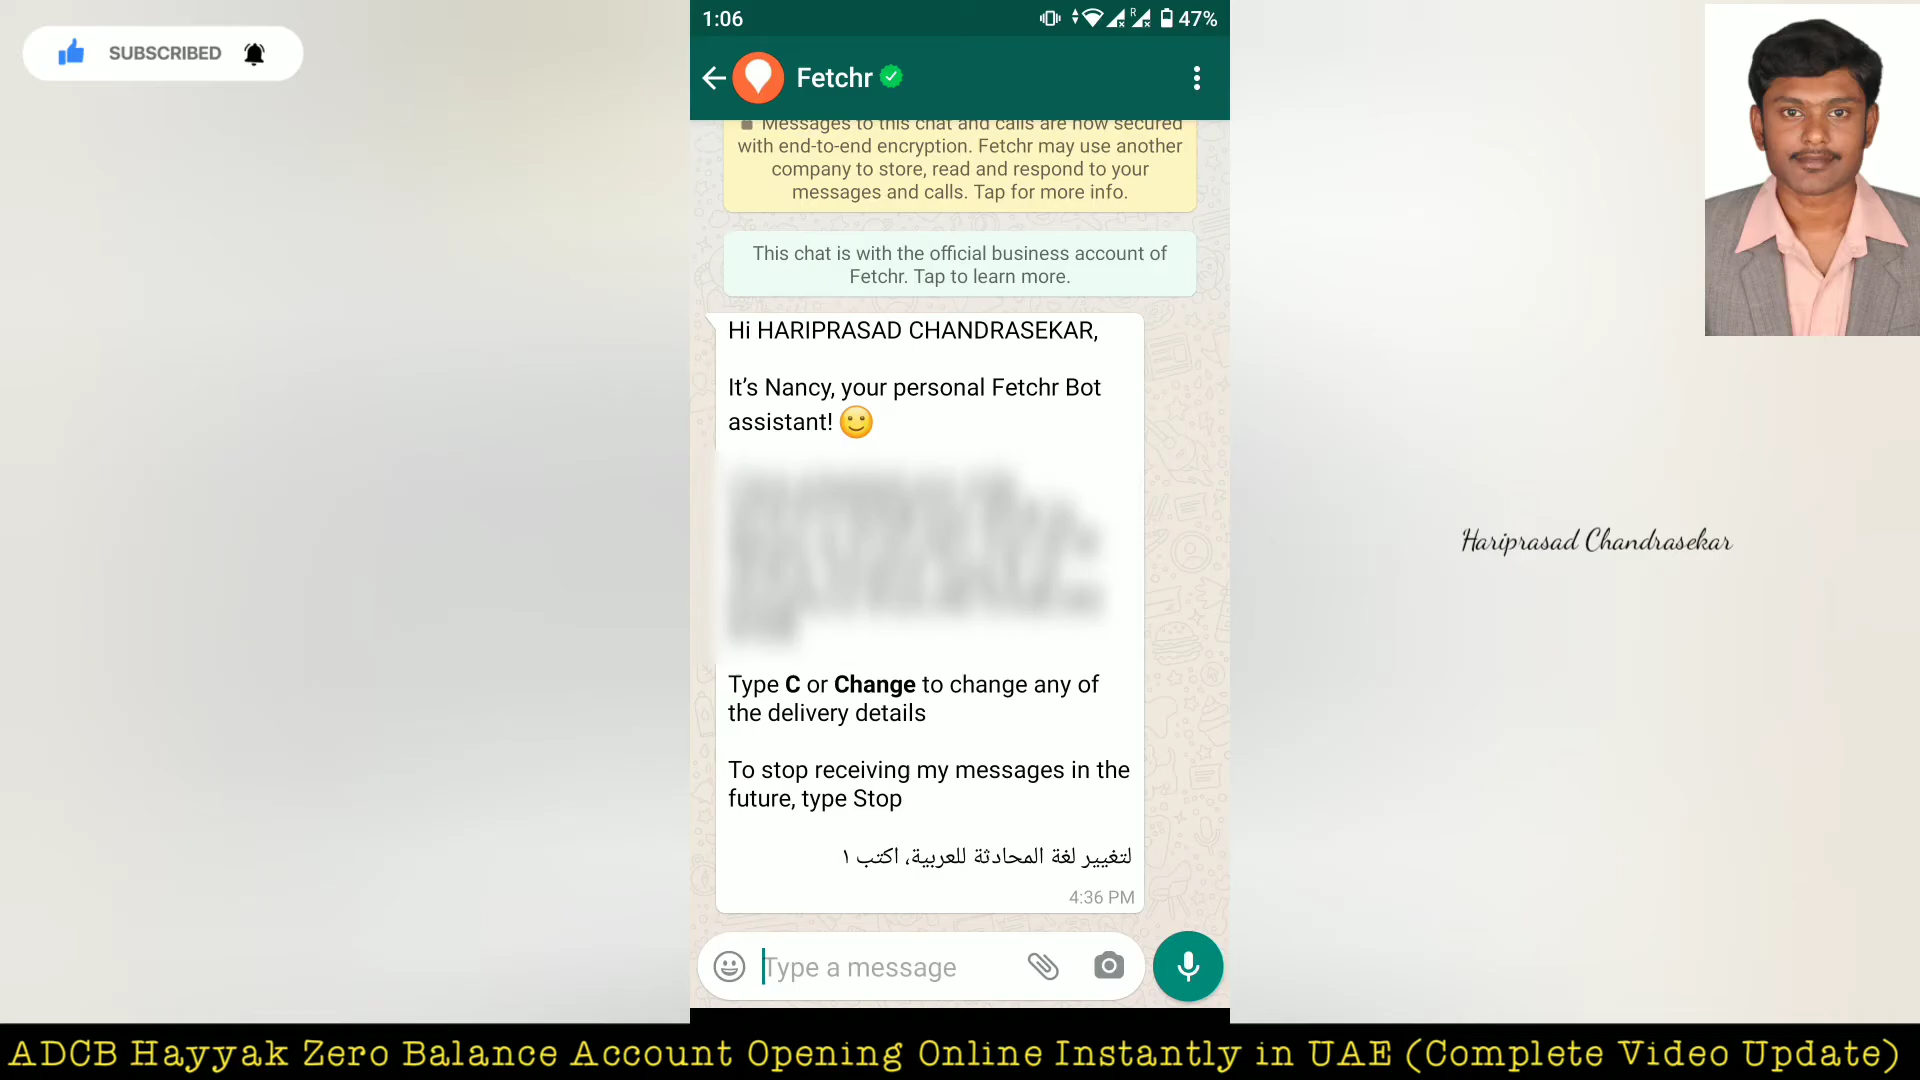 SUBSCRIBED
1:06
R
47%
Fetchr
Messages to this chat and calls are now secured
with end-to-end encryption. Fetchr may use another
company to store, read and respond to your
messages and calls. Tap for more info.
This chat is with the official business account of
Fetchr. Tap to learn more.
Hi HARIPRASAD CHANDRASEKAR,
It’s Nancy, your personal Fetchr Bot
assistant! 🙂
Type C or Change to change any of
the delivery details
To stop receiving my messages in the
future, type Stop
لتغيير لغة المحادثة للعربية، اكتب ١
4:36 PM
Type a message
Hariprasad Chandrasekar
ADCB Hayyak Zero Balance Account Opening Online Instantly in UAE (Complete Video Update)